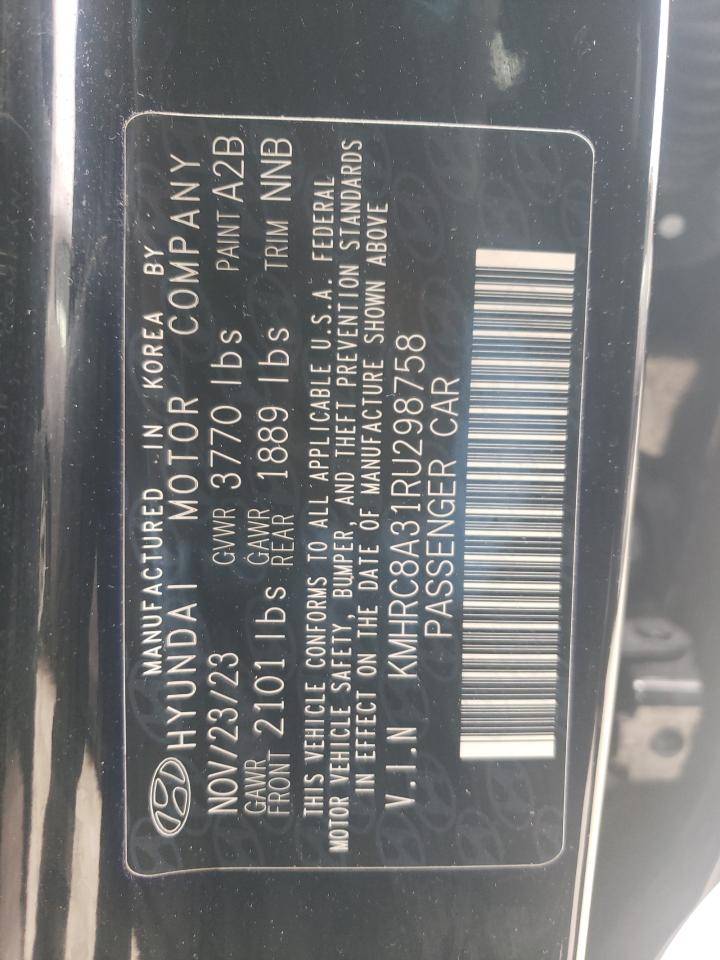 MANUFACTURED IN KOREA BY
HYUNDAI MOTOR COMPANY
NOV/23/23 GVWR 3770 lbs PAINT A2B
GAWR FRONT 2101 lbs GAWR REAR 1889 lbs TRIM NNB
THIS VEHICLE CONFORMS TO ALL APPLICABLE U.S.A. FEDERAL
MOTOR VEHICLE SAFETY, BUMPER, AND THEFT PREVENTION STANDARDS
IN EFFECT ON THE DATE OF MANUFACTURE SHOWN ABOVE
V.I.N KMHRC8A31RU298758
PASSENGER CAR